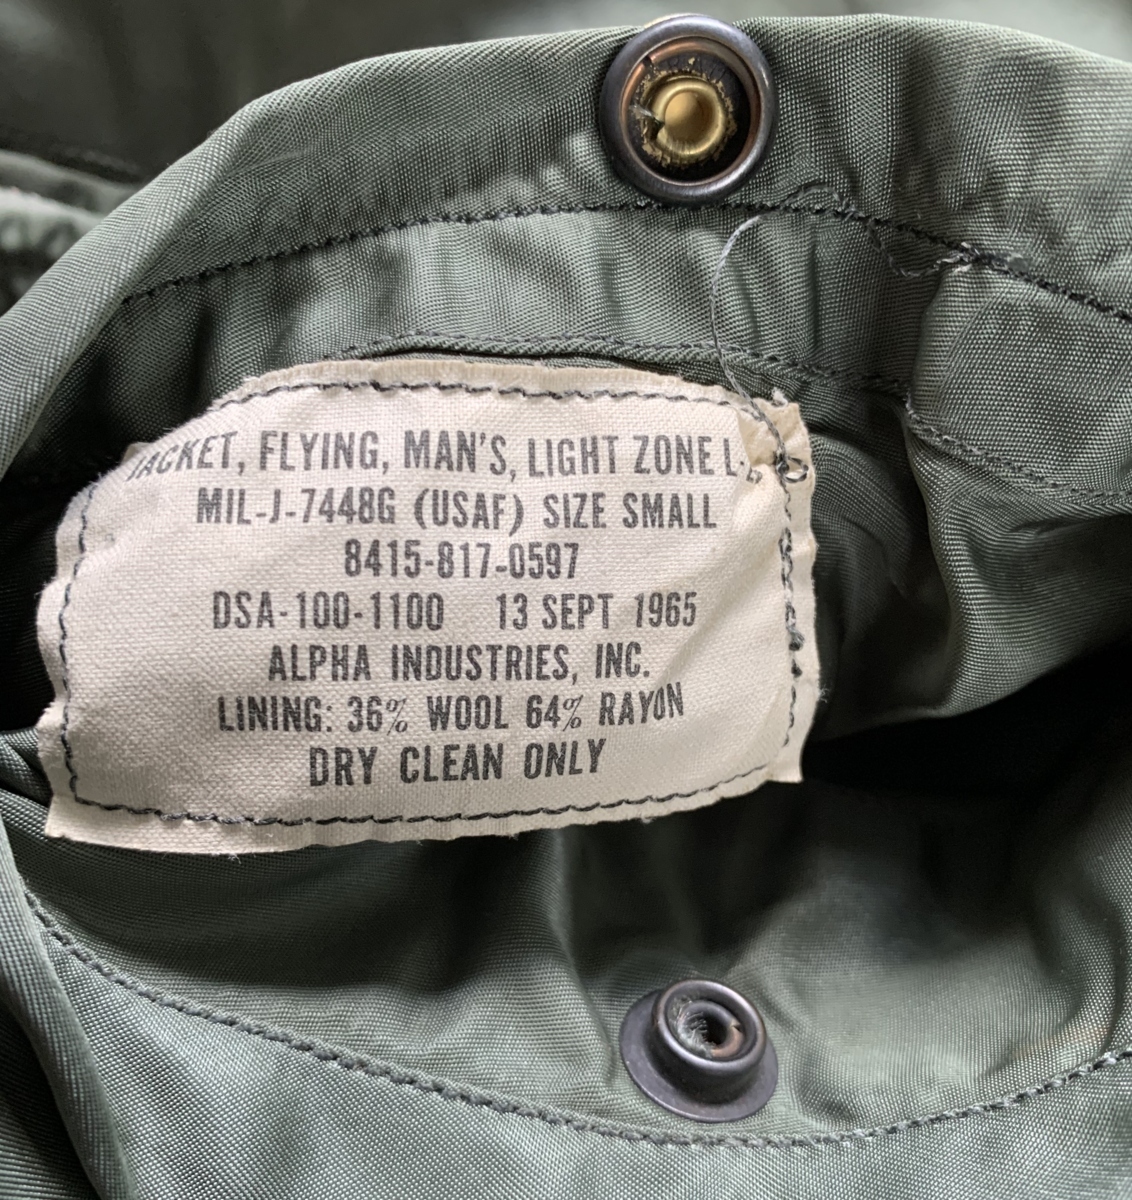 JACKET, FLYING, MAN'S, LIGHT ZONE L-2
MIL-J-7448G (USAF) SIZE SMALL
8415-817-0597
DSA-100-1100 13 SEPT 1965
ALPHA INDUSTRIES, INC.
LINING: 36% WOOL 64% RAYON
DRY CLEAN ONLY